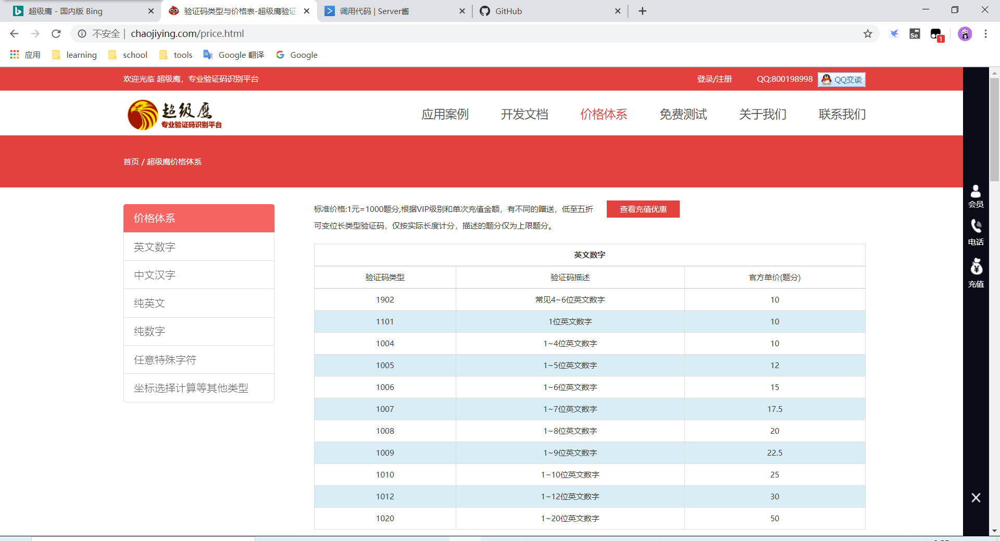 超级鹰 - 国内版 Bing
验证码类型与价格表-超级鹰验证
调用代码 | Server酱
GitHub
不安全 | chaojiying.com/price.html
Se
1
应用
learning
school
tools
Google 翻译
Google
欢迎光临 超级鹰，专业验证码识别平台
登录/注册
QQ:800198998
QQ交谈
超级鹰
专业验证码识别平台
应用案例
开发文档
价格体系
免费测试
关于我们
联系我们
首页 / 超级鹰价格体系
会员
电话
充值
价格体系
英文数字
中文汉字
纯英文
纯数字
任意特殊字符
坐标选择计算等其他类型
标准价格:1元=1000题分,根据VIP级别和单次充值金额，有不同的赠送，低至五折
查看充值优惠
可变位长类型验证码，仅按实际长度计分，描述的题分仅为上限题分。
英文数字
验证码类型 验证码描述 官方单价(题分)
1902 常见4~6位英文数字 10
1101 1位英文数字 10
1004 1~4位英文数字 10
1005 1~5位英文数字 12
1006 1~6位英文数字 15
1007 1~7位英文数字 17.5
1008 1~8位英文数字 20
1009 1~9位英文数字 22.5
1010 1~10位英文数字 25
1012 1~12位英文数字 30
1020 1~20位英文数字 50